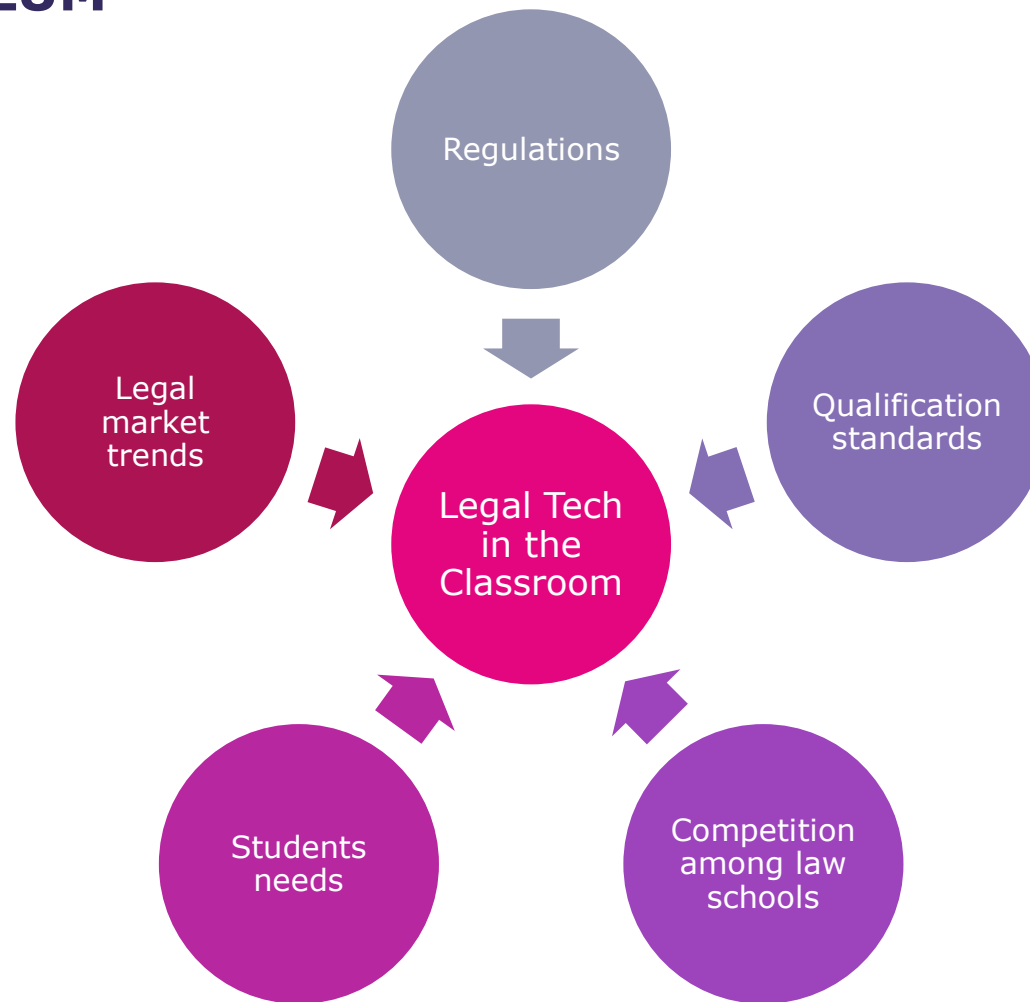 Regulations
Legal
market
trends
Qualification
standards
Legal Tech
in the
Classroom
Students
needs
Competition
among law
schools